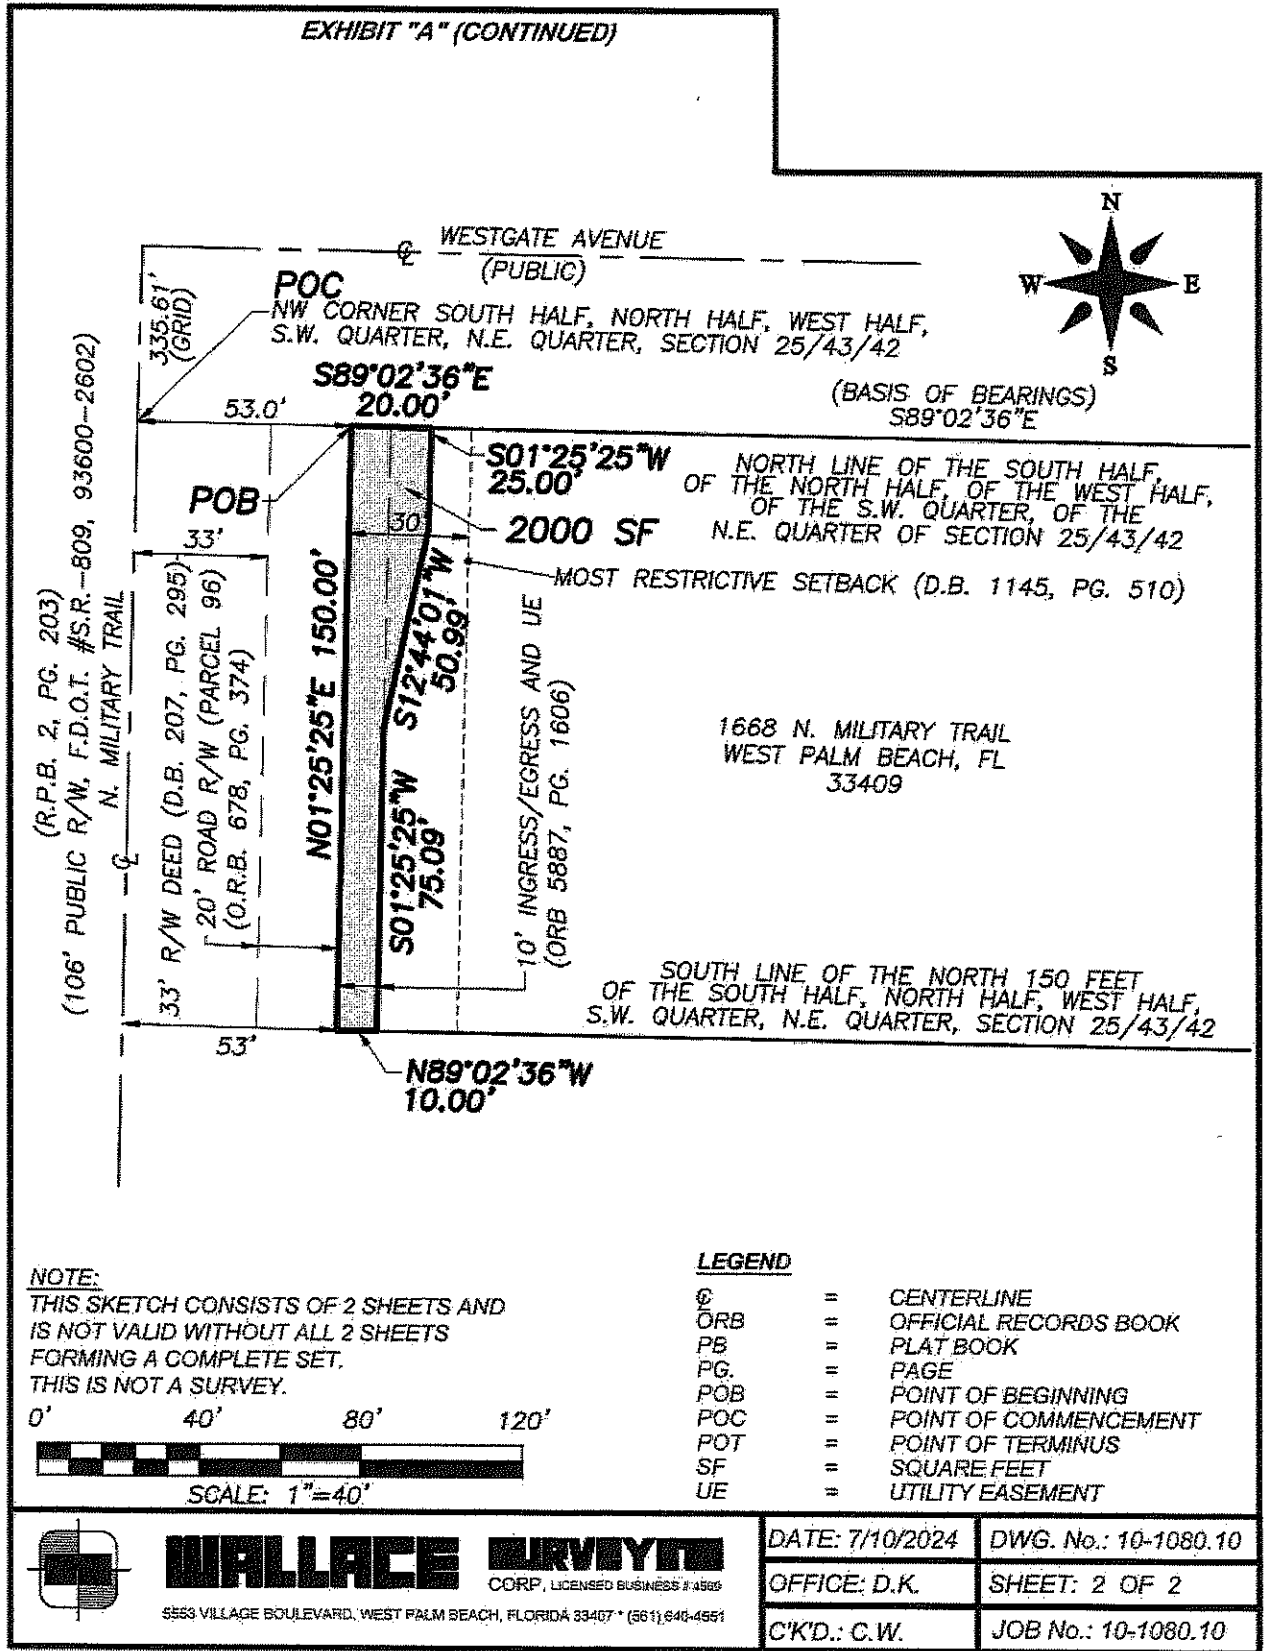 EXHIBIT "A" (CONTINUED)
N
W
E
S
℄
WESTGATE AVENUE
(PUBLIC)
335.61'
(GRID)
POC
NW CORNER SOUTH HALF, NORTH HALF, WEST HALF,
S.W. QUARTER, N.E. QUARTER, SECTION 25/43/42
S89°02'36"E
20.00'
53.0'
(BASIS OF BEARINGS)
S89°02'36"E
S01°25'25"W
25.00'
NORTH LINE OF THE SOUTH HALF,
OF THE NORTH HALF, OF THE WEST HALF,
OF THE S.W. QUARTER, OF THE
N.E. QUARTER OF SECTION 25/43/42
POB
30'
2000 SF
33'
MOST RESTRICTIVE SETBACK (D.B. 1145, PG. 510)
(R.P.B. 2, PG. 203)
(106' PUBLIC R/W, F.D.O.T. #S.R.-809, 93600-2602)
N. MILITARY TRAIL
℄
33' R/W DEED (D.B. 207, PG. 295)
20' ROAD R/W (PARCEL 96)
(O.R.B. 678, PG. 374)
N01°25'25"E 150.00'
S12°44'01"W
50.99'
S01°25'25"W
75.09'
10' INGRESS/EGRESS AND UE
(ORB 5887, PG. 1606)
1668 N. MILITARY TRAIL
WEST PALM BEACH, FL
33409
SOUTH LINE OF THE NORTH 150 FEET
OF THE SOUTH HALF, NORTH HALF, WEST HALF,
S.W. QUARTER, N.E. QUARTER, SECTION 25/43/42
53'
N89°02'36"W
10.00'
NOTE:
THIS SKETCH CONSISTS OF 2 SHEETS AND
IS NOT VALID WITHOUT ALL 2 SHEETS
FORMING A COMPLETE SET.
THIS IS NOT A SURVEY.
0' 40' 80' 120'
SCALE: 1"=40'
LEGEND
℄ = CENTERLINE
ORB = OFFICIAL RECORDS BOOK
PB = PLAT BOOK
PG. = PAGE
POB = POINT OF BEGINNING
POC = POINT OF COMMENCEMENT
POT = POINT OF TERMINUS
SF = SQUARE FEET
UE = UTILITY EASEMENT
WALLACE SURVEYING
CORP., LICENSED BUSINESS # 4569
5553 VILLAGE BOULEVARD, WEST PALM BEACH, FLORIDA 33407 * (561) 640-4551
DATE: 7/10/2024 DWG. No.: 10-1080.10
OFFICE: D.K. SHEET: 2 OF 2
C'K'D.: C.W. JOB No.: 10-1080.10